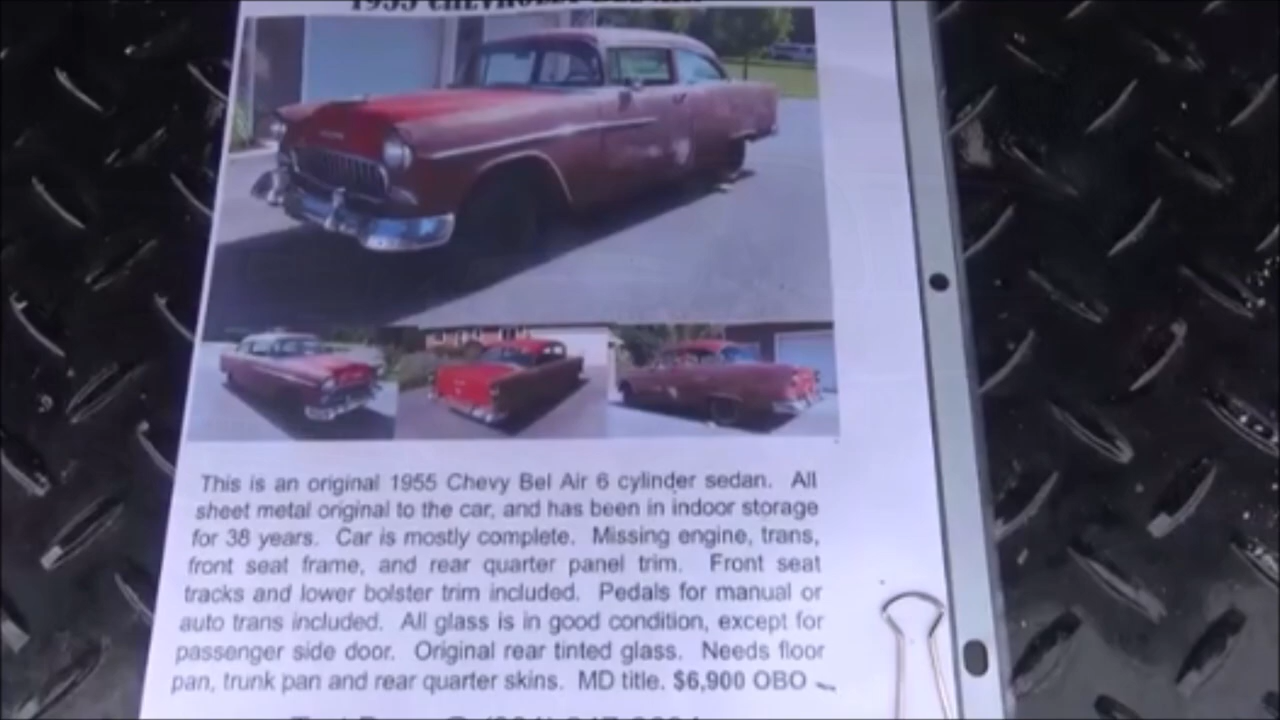 1955 CHEVROLET BEL AIR
This is an original 1955 Chevy Bel Air 6 cylinder sedan. All
sheet metal original to the car, and has been in indoor storage
for 38 years. Car is mostly complete. Missing engine, trans,
front seat frame, and rear quarter panel trim. Front seat
tracks and lower bolster trim included. Pedals for manual or
auto trans included. All glass is in good condition, except for
passenger side door. Original rear tinted glass. Needs floor
pan, trunk pan and rear quarter skins. MD title. $6,900 OBO